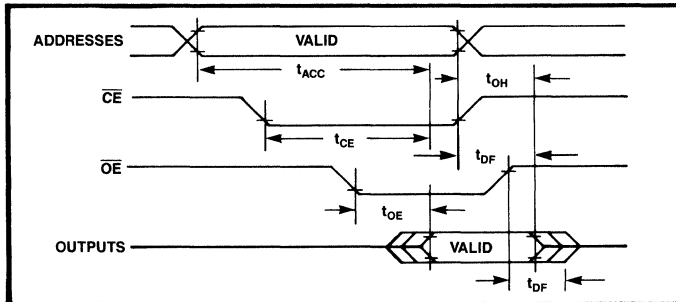 ADDRESSES
VALID
tACC
tOH
CE
tCE
tDF
OE
tOE
OUTPUTS
VALID
tDF